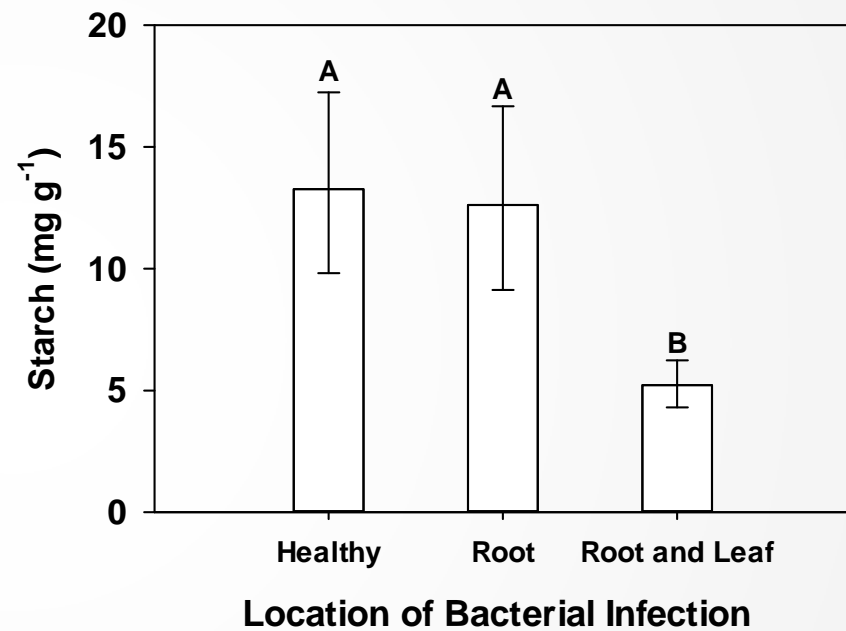 20
15
10
5
0
Starch (mg g⁻¹)
A
A
B
Healthy
Root
Root and Leaf
Location of Bacterial Infection